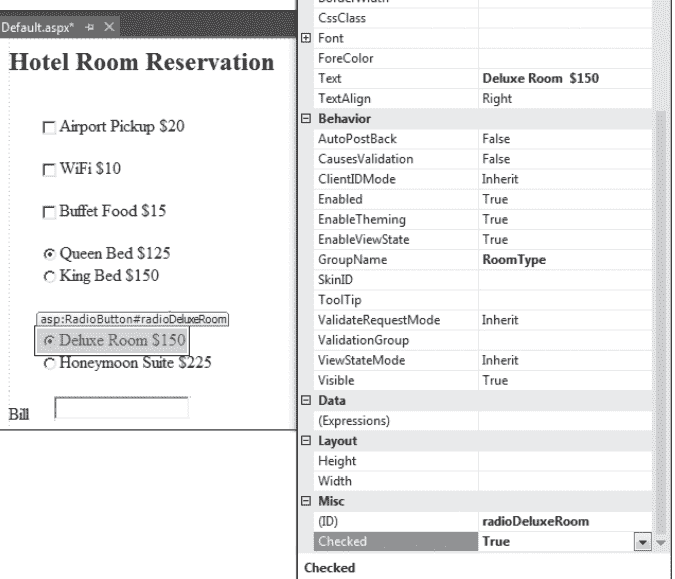 Default.aspx*
Hotel Room Reservation
Airport Pickup $20
WiFi $10
Buffet Food $15
Queen Bed $125
King Bed $150
asp:RadioButton#radioDeluxeRoom
Deluxe Room $150
Honeymoon Suite $225
Bill
BorderWidth
CssClass
Font
ForeColor
Text Deluxe Room $150
TextAlign Right
Behavior
AutoPostBack False
CausesValidation False
ClientIDMode Inherit
Enabled True
EnableTheming True
EnableViewState True
GroupName RoomType
SkinID
ToolTip
ValidateRequestMode Inherit
ValidationGroup
ViewStateMode Inherit
Visible True
Data
(Expressions)
Layout
Height
Width
Misc
(ID) radioDeluxeRoom
Checked True
Checked